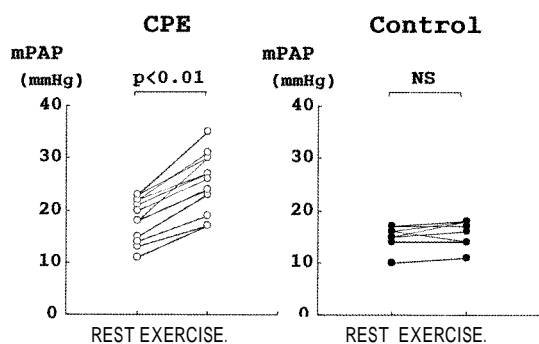 CPE
mPAP
(mmHg)
p<0.01
40
30
20
10
0
REST EXERCISE.
Control
mPAP
(mmHg)
NS
40
30
20
10
0
REST EXERCISE.